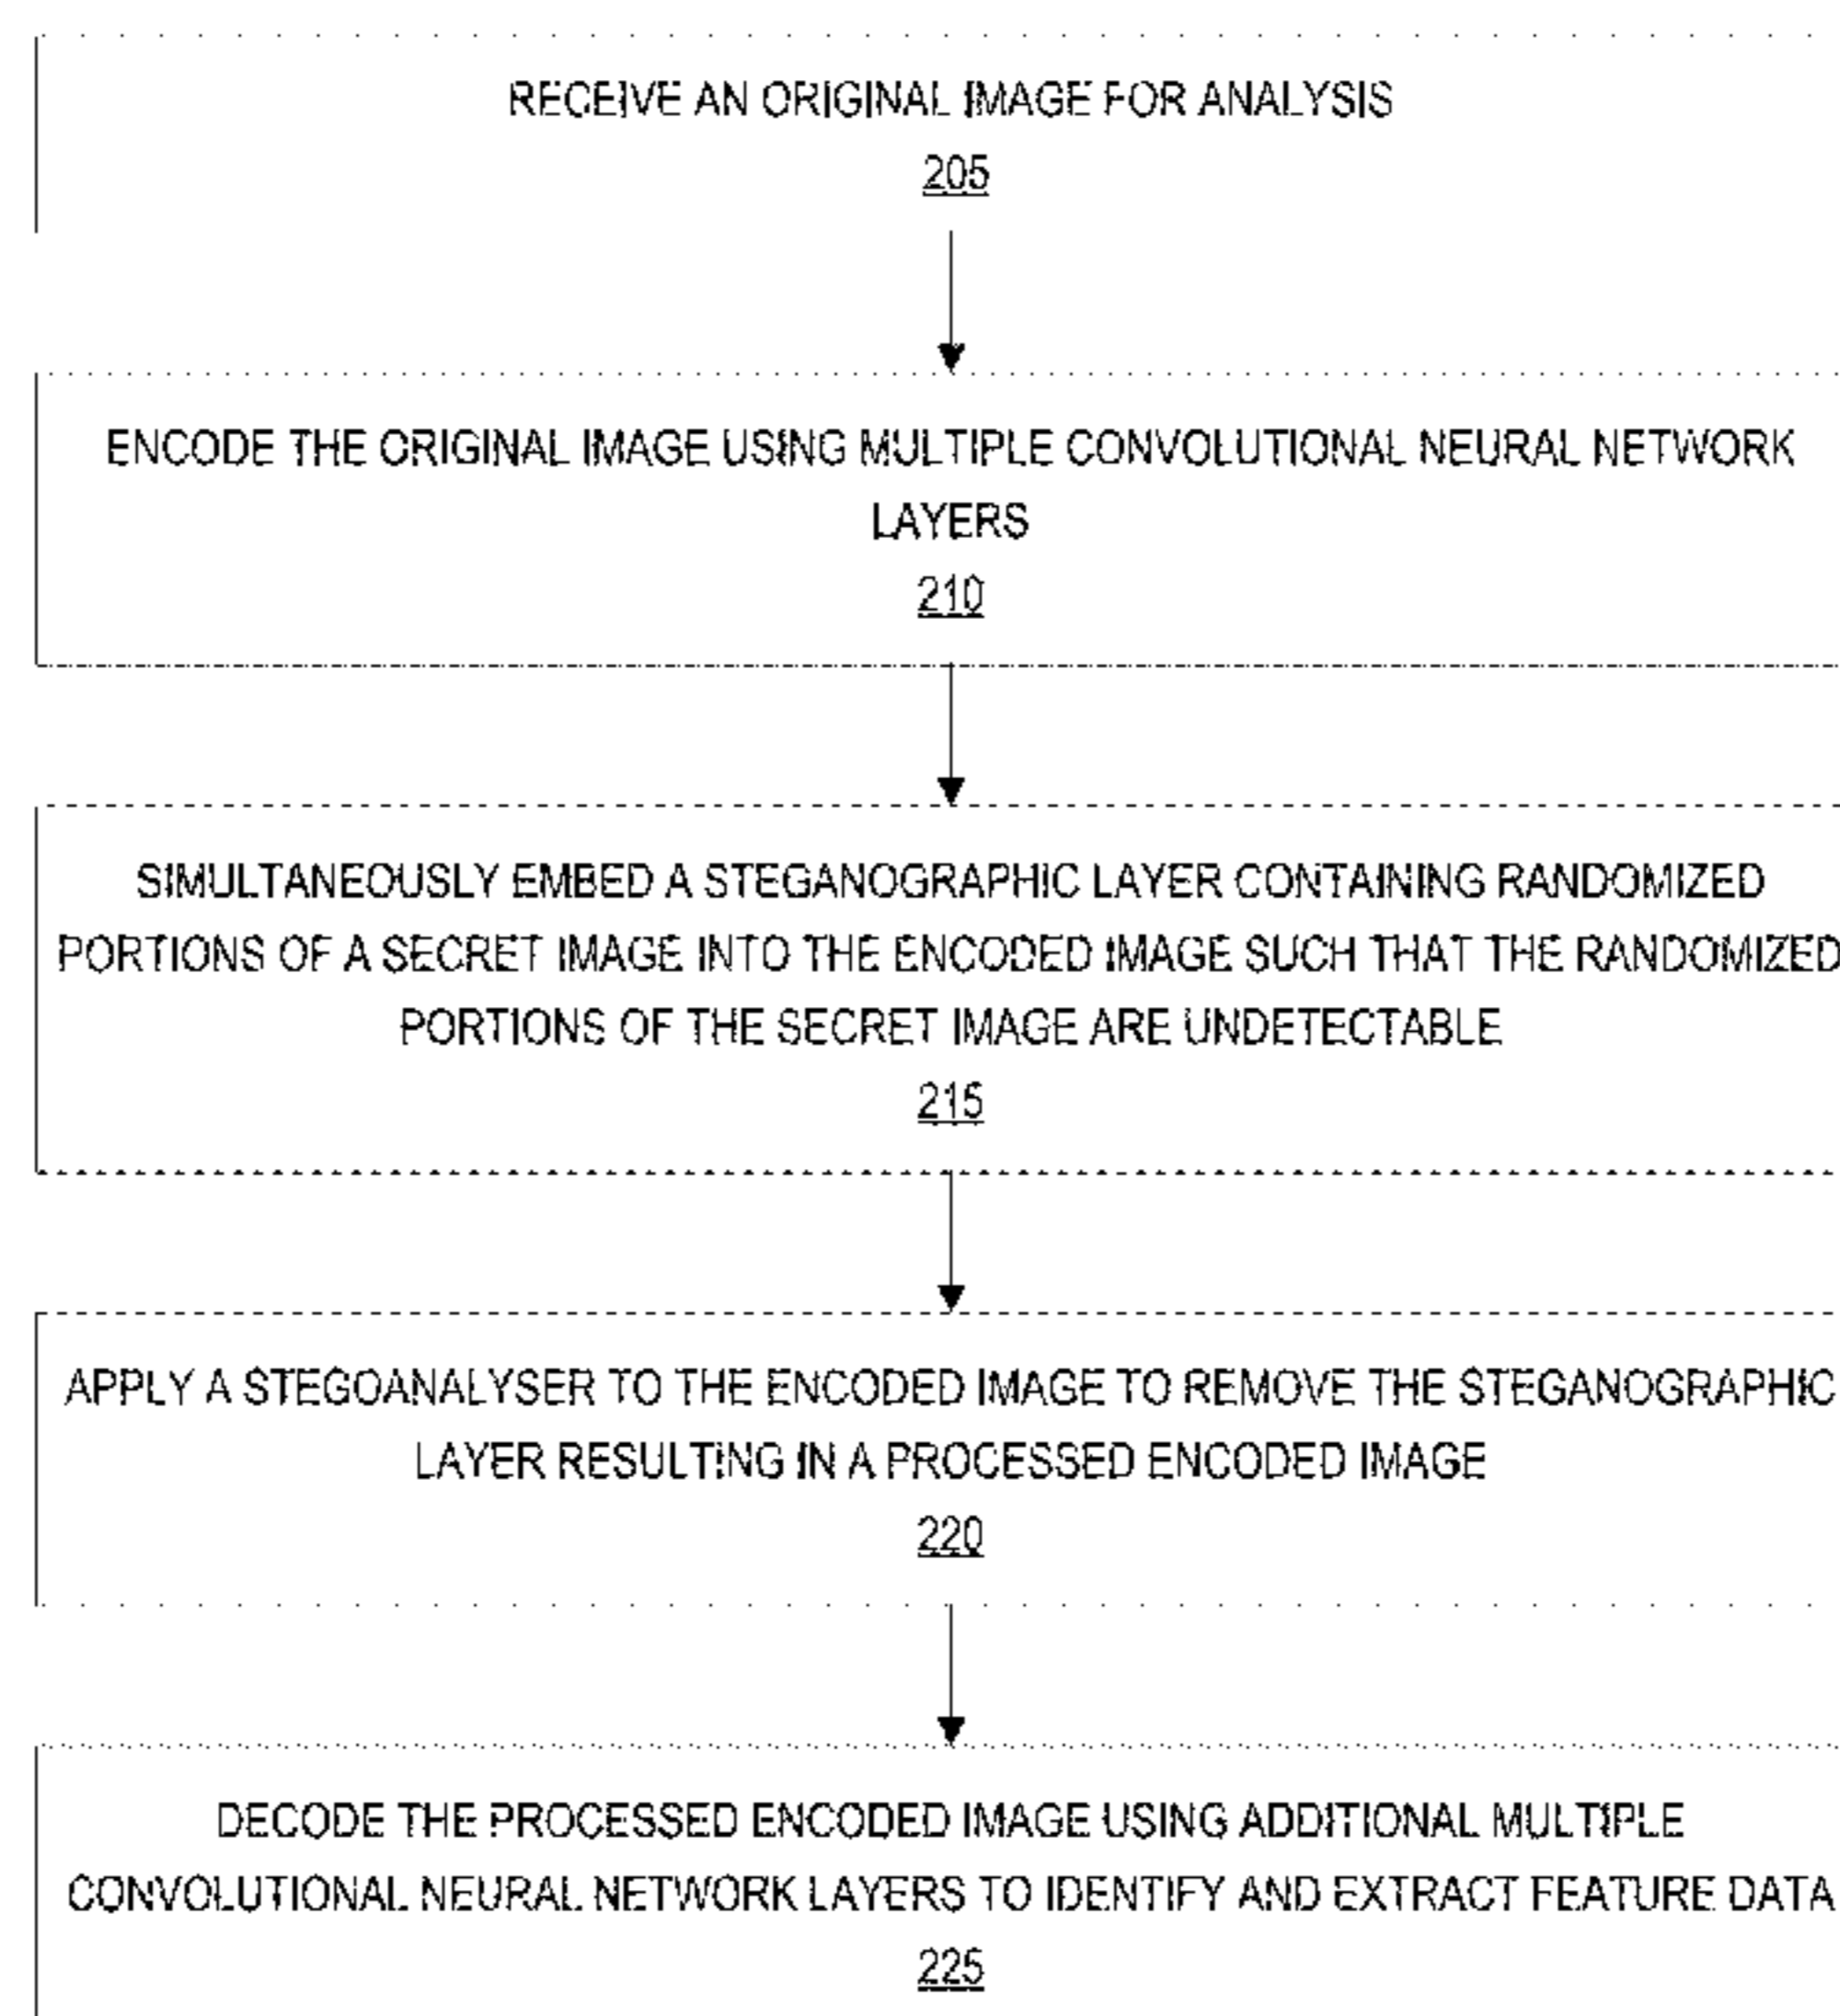 RECEIVE AN ORIGINAL IMAGE FOR ANALYSIS
205
ENCODE THE ORIGINAL IMAGE USING MULTIPLE CONVOLUTIONAL NEURAL NETWORK
LAYERS
210
SIMULTANEOUSLY EMBED A STEGANOGRAPHIC LAYER CONTAINING RANDOMIZED
PORTIONS OF A SECRET IMAGE INTO THE ENCODED IMAGE SUCH THAT THE RANDOMIZED
PORTIONS OF THE SECRET IMAGE ARE UNDETECTABLE
215
APPLY A STEGOANALYSER TO THE ENCODED IMAGE TO REMOVE THE STEGANOGRAPHIC
LAYER RESULTING IN A PROCESSED ENCODED IMAGE
220
DECODE THE PROCESSED ENCODED IMAGE USING ADDITIONAL MULTIPLE
CONVOLUTIONAL NEURAL NETWORK LAYERS TO IDENTIFY AND EXTRACT FEATURE DATA
225